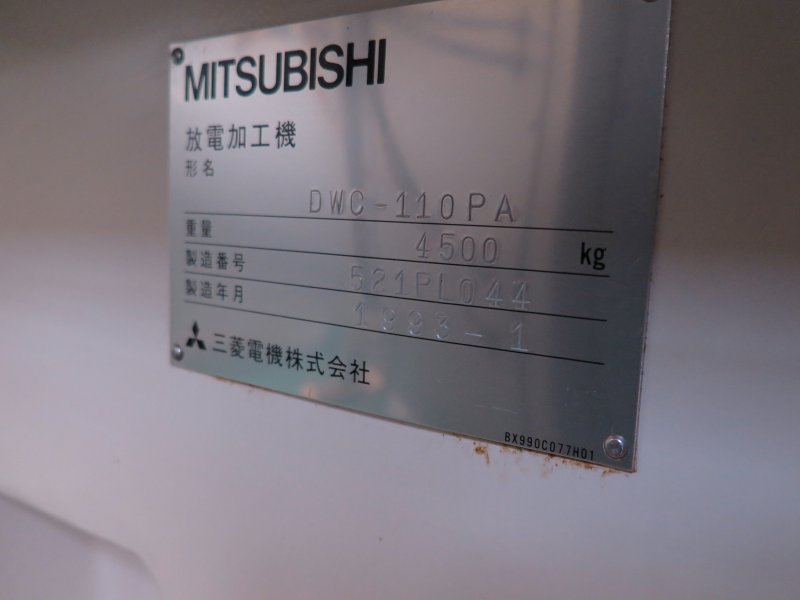 MITSUBISHI
放電加工機
形名 DWC-110PA
重量 4500 kg
製造番号 521PL044
製造年月 1993-1
三菱電機株式会社
BX990C077H01